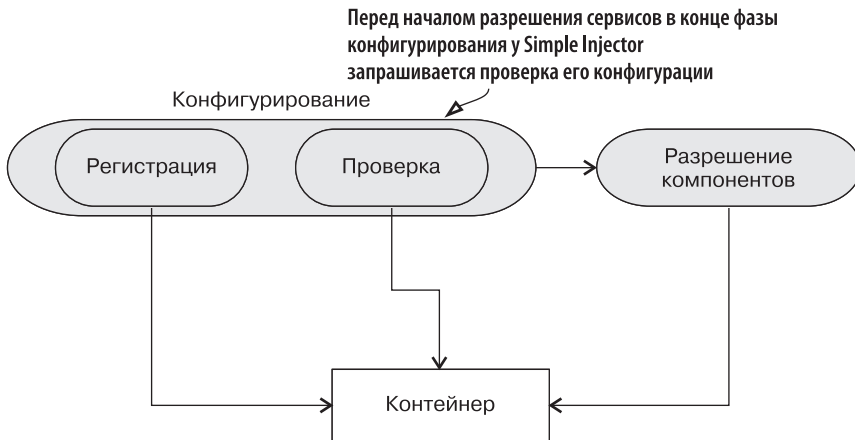 Перед началом разрешения сервисов в конце фазы
конфигурирования у Simple Injector
запрашивается проверка его конфигурации
Конфигурирование
Регистрация
Проверка
Разрешение
компонентов
Контейнер